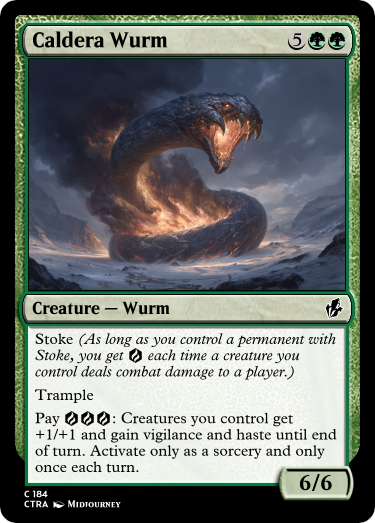 Caldera Wurm 5
Creature — Wurm
Stoke (As long as you control a permanent with
Stoke, you get each time a creature you
control deals combat damage to a player.)
Trample
Pay : Creatures you control get
+1/+1 and gain vigilance and haste until end
of turn. Activate only as a sorcery and only
once each turn.
6/6
C 184
CTRA Midjourney